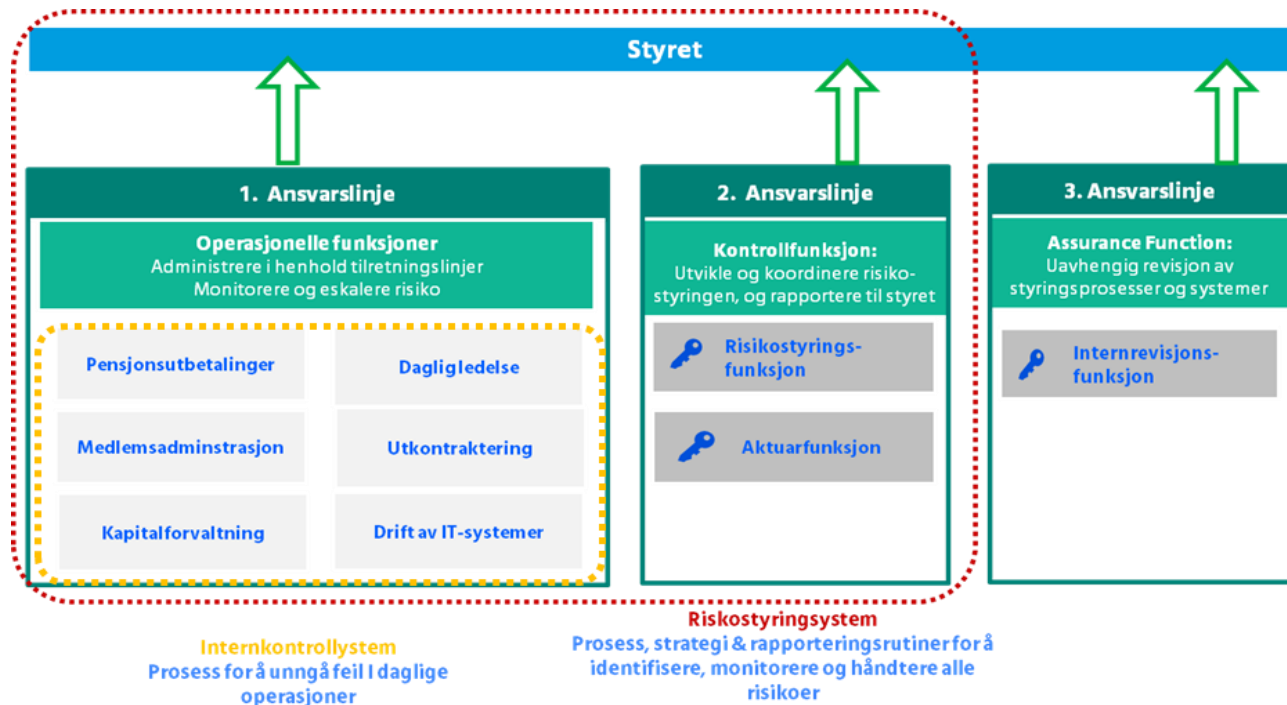 Styret
1. Ansvarslinje
Operasjonelle funksjoner
Administrere i henhold tilretningslinjer
Monitorere og eskalere risiko
Pensjonsutbetalinger
Daglig ledelse
Medlemsadminstrasjon
Utkontraktering
Kapitalforvaltning
Drift av IT-systemer
2. Ansvarslinje
Kontrollfunksjon:
Utvikle og koordinere risiko-
styringen, og rapportere til styret
Risikostyrings-
funksjon
Aktuarfunksjon
3. Ansvarslinje
Assurance Function:
Uavhengig revisjon av
styringsprosesser og systemer
Internrevisjons-
funksjon
Internkontrollystem
Prosess for å unngå feil I daglige
operasjoner
Riskostyringsystem
Prosess, strategi & rapporteringsrutiner for å
identifisere, monitorere og håndtere alle
risikoer